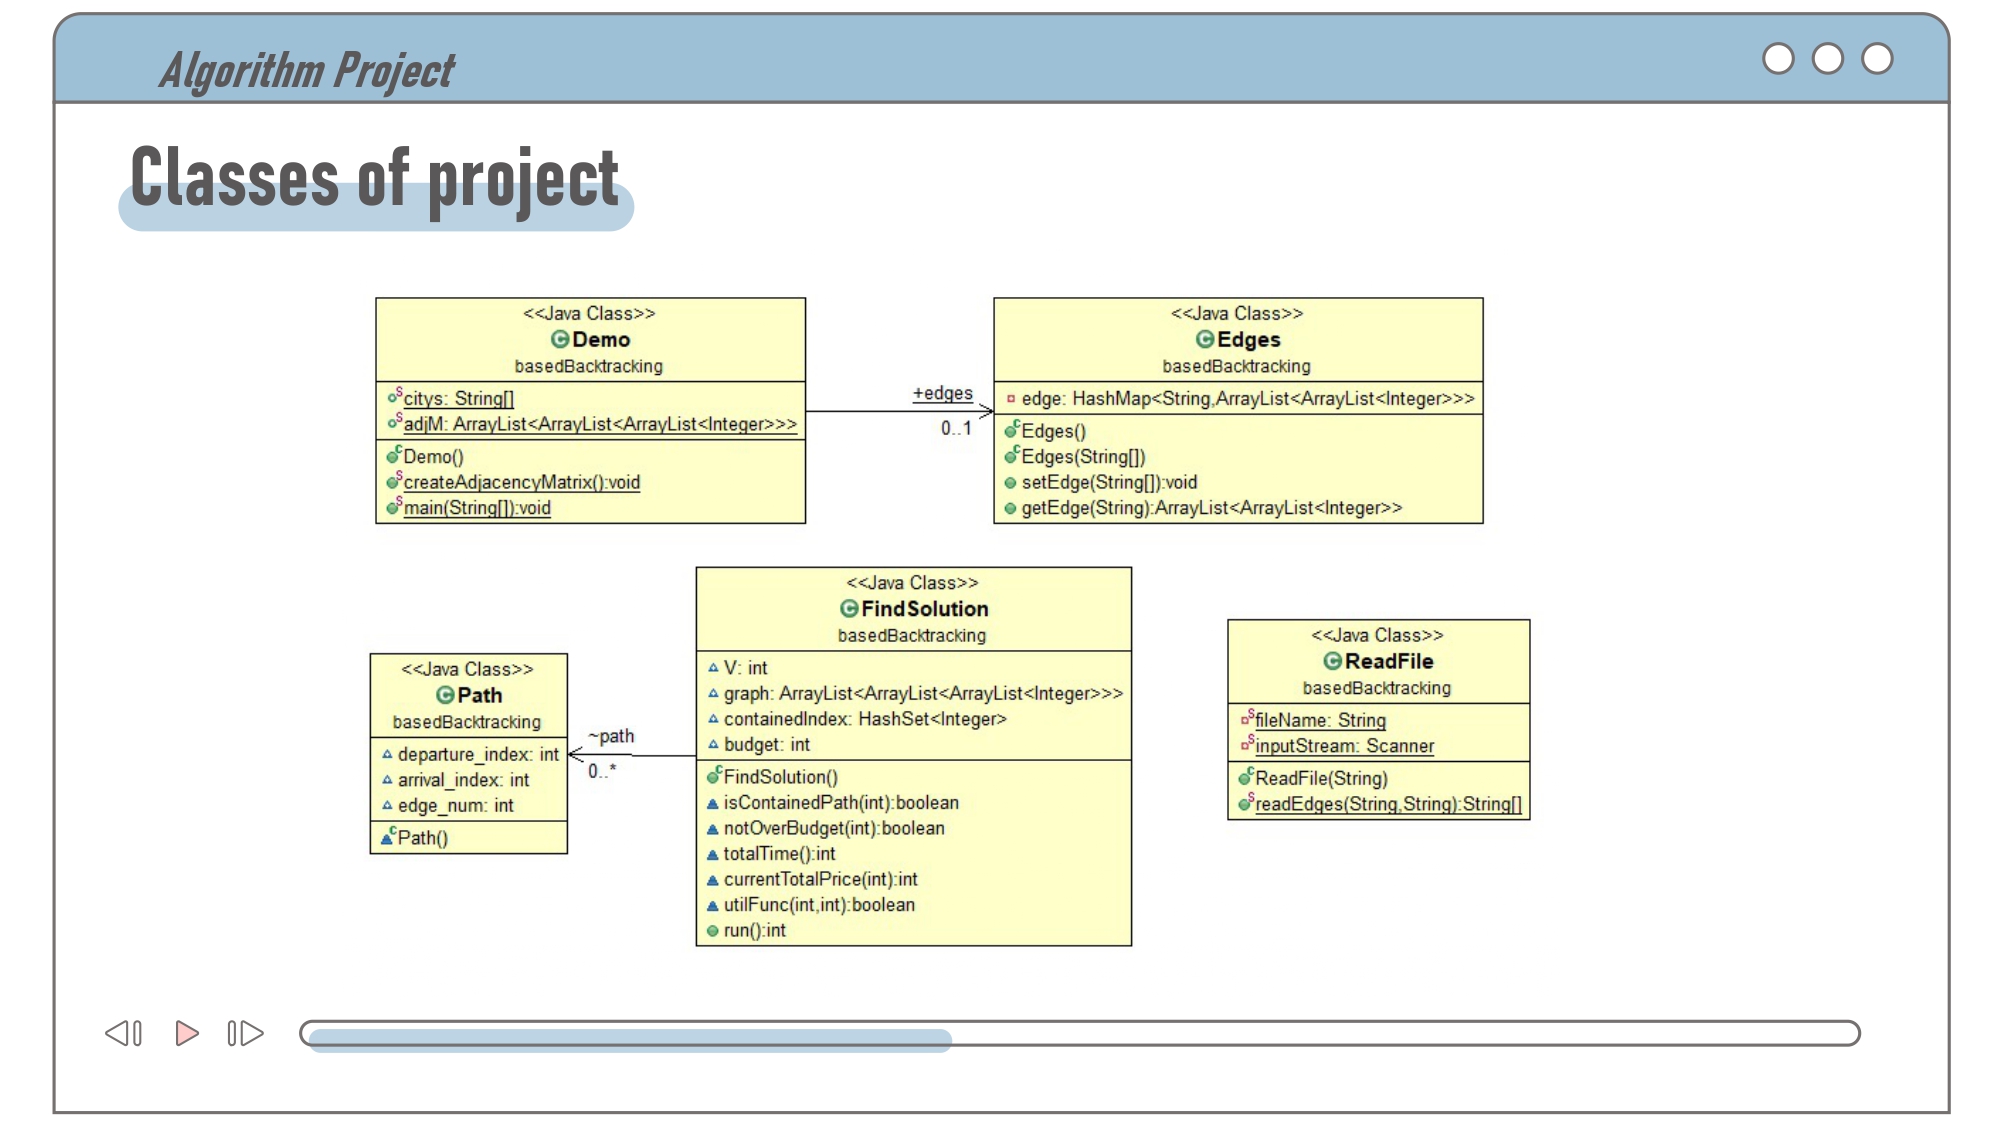 Algorithm Project
Classes of project
<<Java Class>>
Demo
basedBacktracking
citys: String[]
adjM: ArrayList<ArrayList<ArrayList<Integer>>>
Demo()
createAdjacencyMatrix():void
main(String[]):void
+edges
0..1
<<Java Class>>
Edges
basedBacktracking
edge: HashMap<String,ArrayList<ArrayList<Integer>>>
Edges()
Edges(String[])
setEdge(String[]):void
getEdge(String):ArrayList<ArrayList<Integer>>
<<Java Class>>
Path
basedBacktracking
departure_index: int
arrival_index: int
edge_num: int
Path()
~path
0..*
<<Java Class>>
FindSolution
basedBacktracking
V: int
graph: ArrayList<ArrayList<ArrayList<Integer>>>
containedIndex: HashSet<Integer>
budget: int
FindSolution()
isContainedPath(int):boolean
notOverBudget(int):boolean
totalTime():int
currentTotalPrice(int):int
utilFunc(int,int):boolean
run():int
<<Java Class>>
ReadFile
basedBacktracking
fileName: String
inputStream: Scanner
ReadFile(String)
readEdges(String,String):String[]